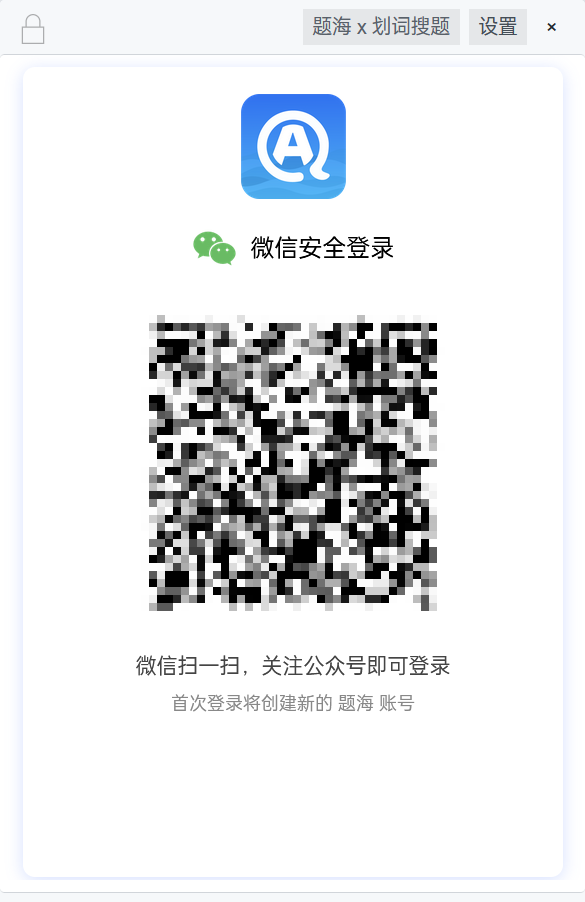 题海 x 划词搜题 设置 ×
微信安全登录
微信扫一扫，关注公众号即可登录
首次登录将创建新的 题海 账号